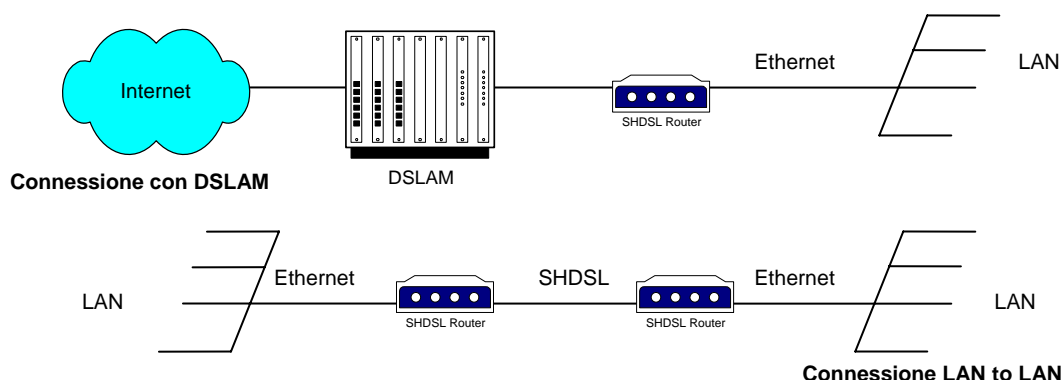 Internet
Ethernet
LAN
SHDSL Router
DSLAM
Connessione con DSLAM
LAN
Ethernet
SHDSL
Ethernet
LAN
SHDSL Router
SHDSL Router
Connessione LAN to LAN